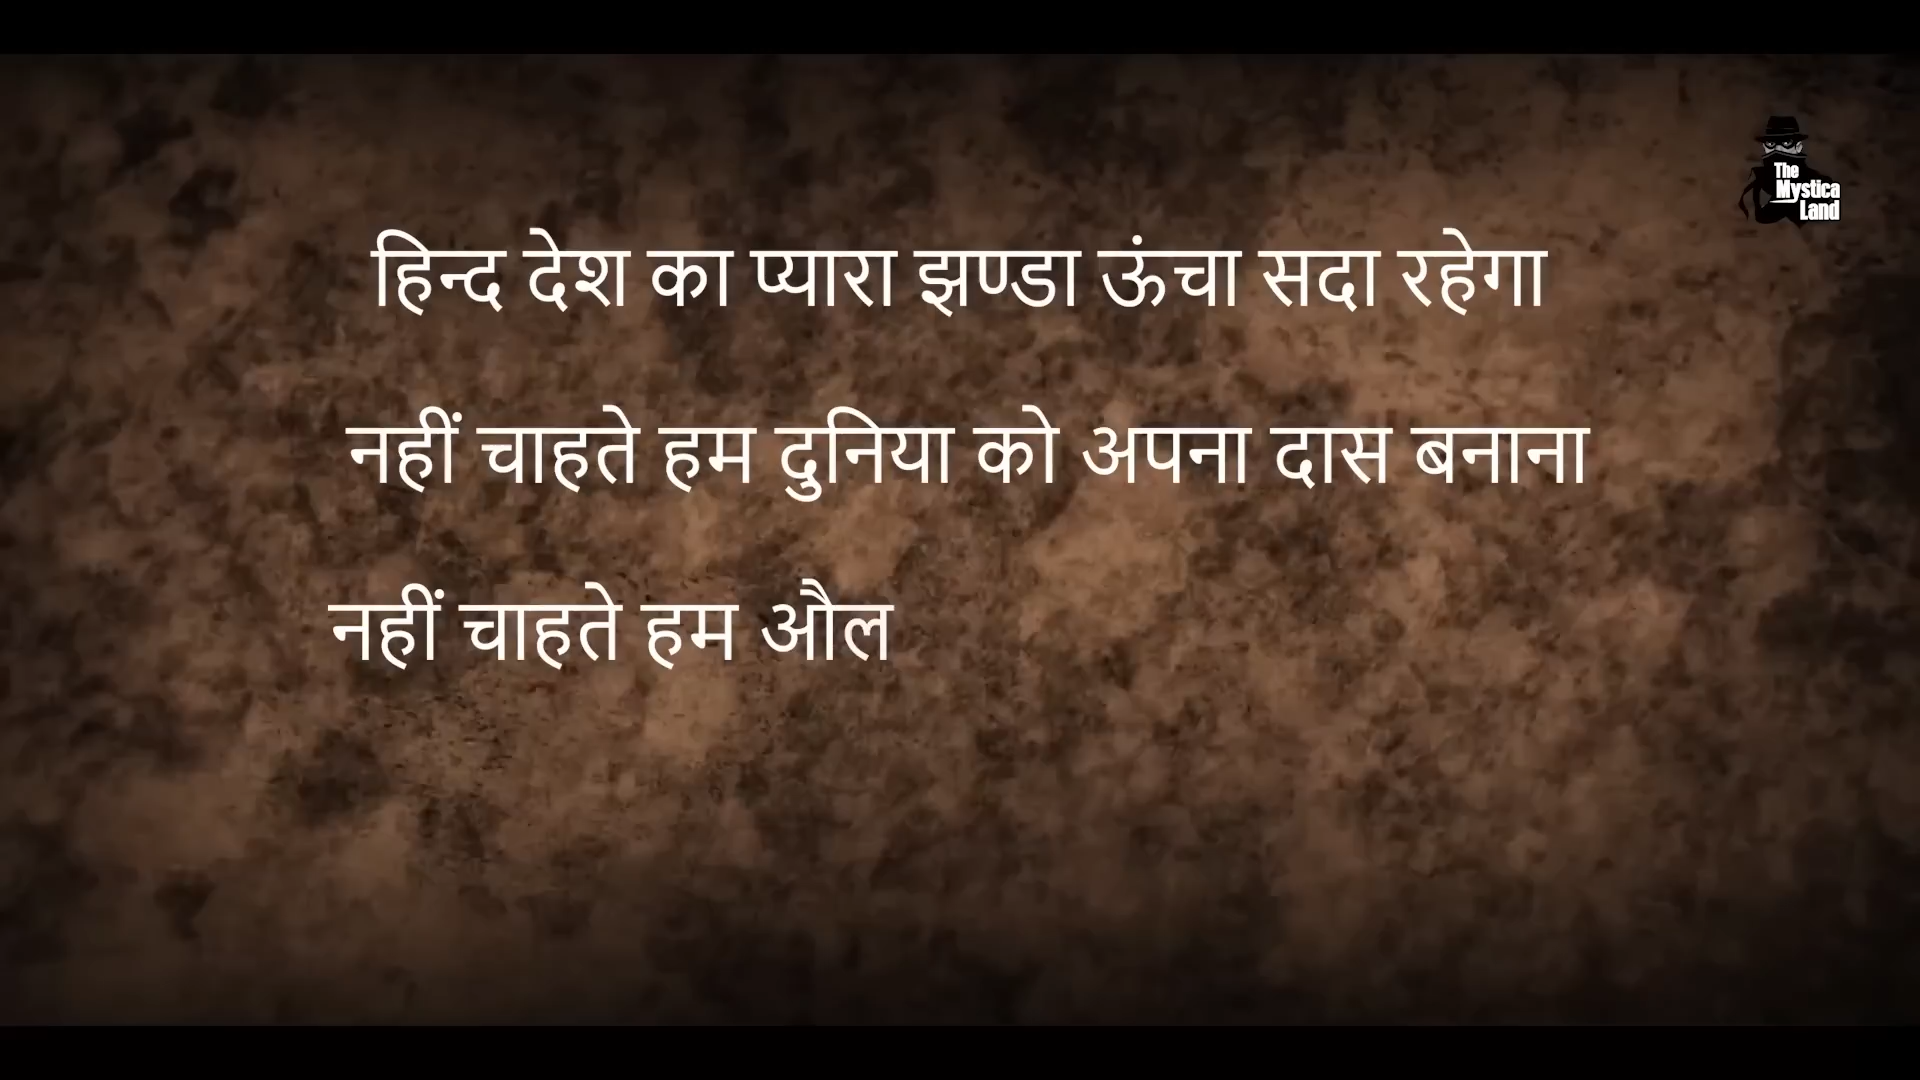 The
Mystica
Land
हिन्द देश का प्यारा झण्डा ऊंचा सदा रहेगा
नहीं चाहते हम दुनिया को अपना दास बनाना
नहीं चाहते हम औल